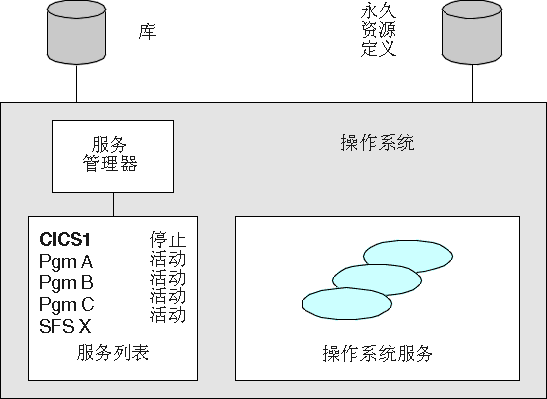 库
永久
资源
定义
操作系统
服务
管理器
CICS1 停止
Pgm A 活动
Pgm B 活动
Pgm C 活动
SFS X 活动
服务列表
操作系统服务